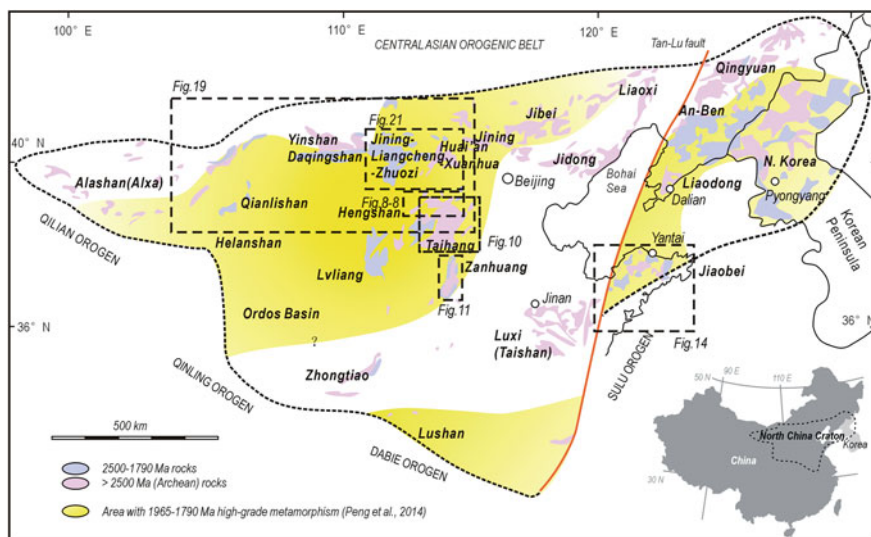 100° E
110° E
120° E
CENTRAL ASIAN OROGENIC BELT
Tan-Lu fault
Qingyuan
Fig.19
Liaoxi
An-Ben
Jibei
Fig.21
40° N
Yinshan
Jining-
Jining
Huai'an
Daqingshan
Liangcheng
-Xuanhua
-Zhuozi
Jidong
N. Korea
Beijing
Bohai
Sea
Alashan(Alxa)
Liaodong
Pyongyang
Dalian
Qianlishan
Fig.8-8
Hengshan
QILIAN OROGEN
Helanshan
Taihang
Fig.10
Yantai
Korean
Peninsula
Lvliang
Zanhuang
Jiaobei
Ordos Basin
Fig.11
Jinan
36° N
36° N
?
Luxi
(Taishan)
Fig.14
SULU OROGEN
QINLING OROGEN
Zhongtiao
50 N
90 E
110 E
500 km
Lushan
North China Craton
Korea
DABIE OROGEN
China
2500-1790 Ma rocks
> 2500 Ma (Archean) rocks
30 N
Area with 1965-1790 Ma high-grade metamorphism (Peng et al., 2014)